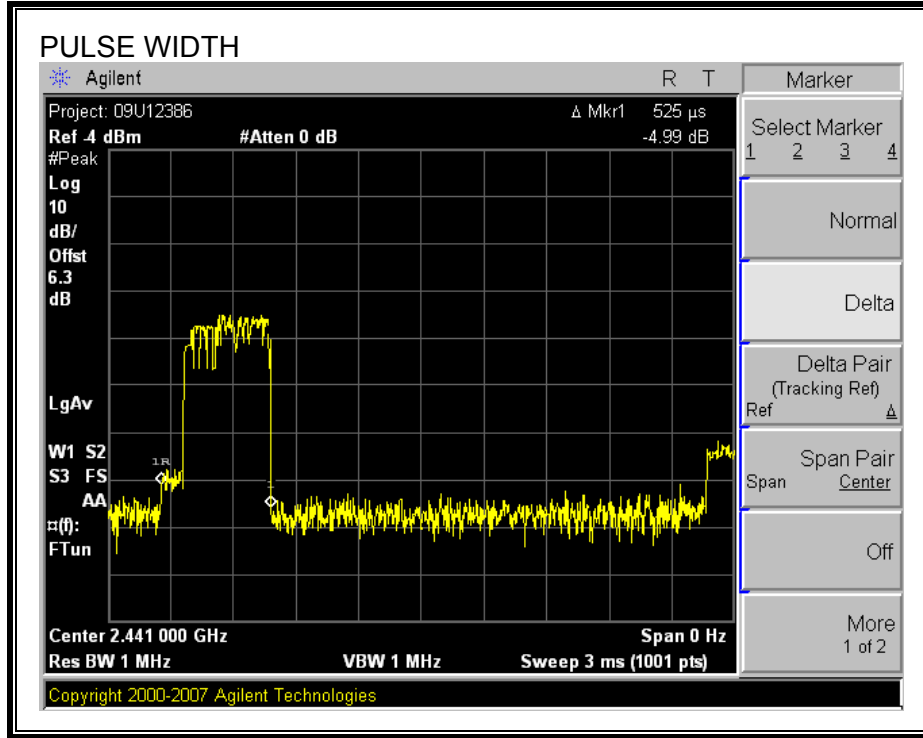 PULSE WIDTH
Agilent R T
Project: 09U12386 Δ Mkr1 525 µs
Ref -4 dBm #Atten 0 dB -4.99 dB
#Peak
Log
10
dB/
Offst
6.3
dB
LgAv
W1 S2
S3 FS
AA
¤(f):
FTun
1R
1
Center 2.441 000 GHz Span 0 Hz
Res BW 1 MHz VBW 1 MHz Sweep 3 ms (1001 pts)
Copyright 2000-2007 Agilent Technologies
Marker
Select Marker
1 2 3 4
Normal
Delta
Delta Pair
(Tracking Ref)
Ref Δ
Span Pair
Span Center
Off
More
1 of 2